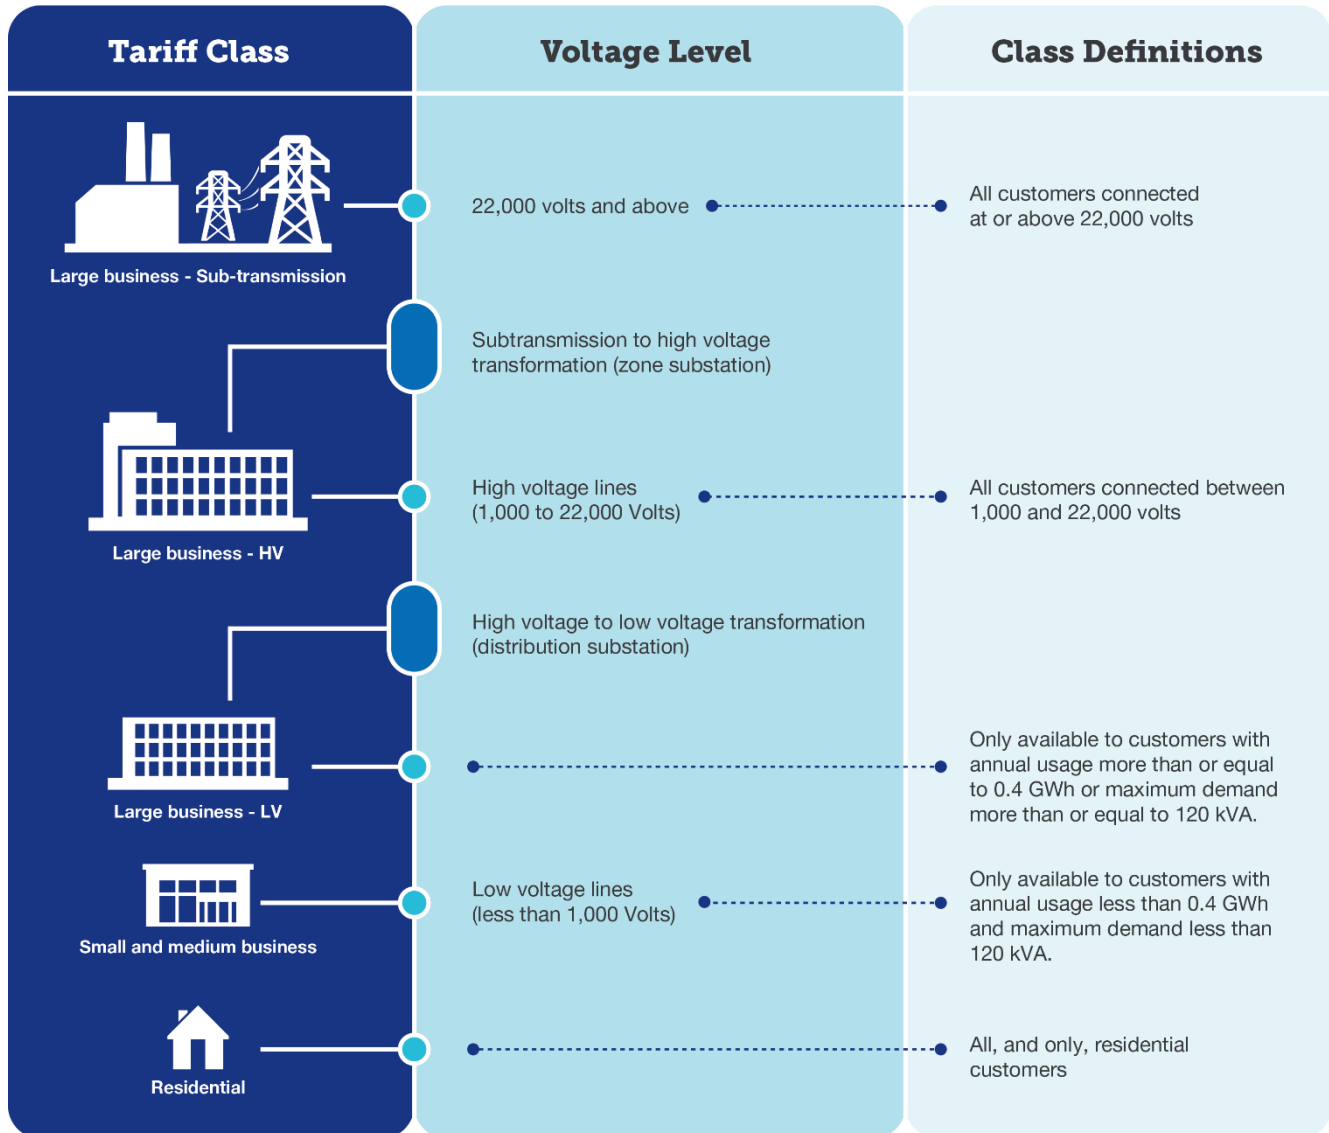 Tariff Class
Voltage Level
Class Definitions
Large business - Sub-transmission
22,000 volts and above
All customers connected
at or above 22,000 volts
Subtransmission to high voltage
transformation (zone substation)
Large business - HV
High voltage lines
(1,000 to 22,000 Volts)
All customers connected between
1,000 and 22,000 volts
High voltage to low voltage transformation
(distribution substation)
Large business - LV
Only available to customers with
annual usage more than or equal
to 0.4 GWh or maximum demand
more than or equal to 120 kVA.
Small and medium business
Low voltage lines
(less than 1,000 Volts)
Only available to customers with
annual usage less than 0.4 GWh
and maximum demand less than
120 kVA.
Residential
All, and only, residential
customers